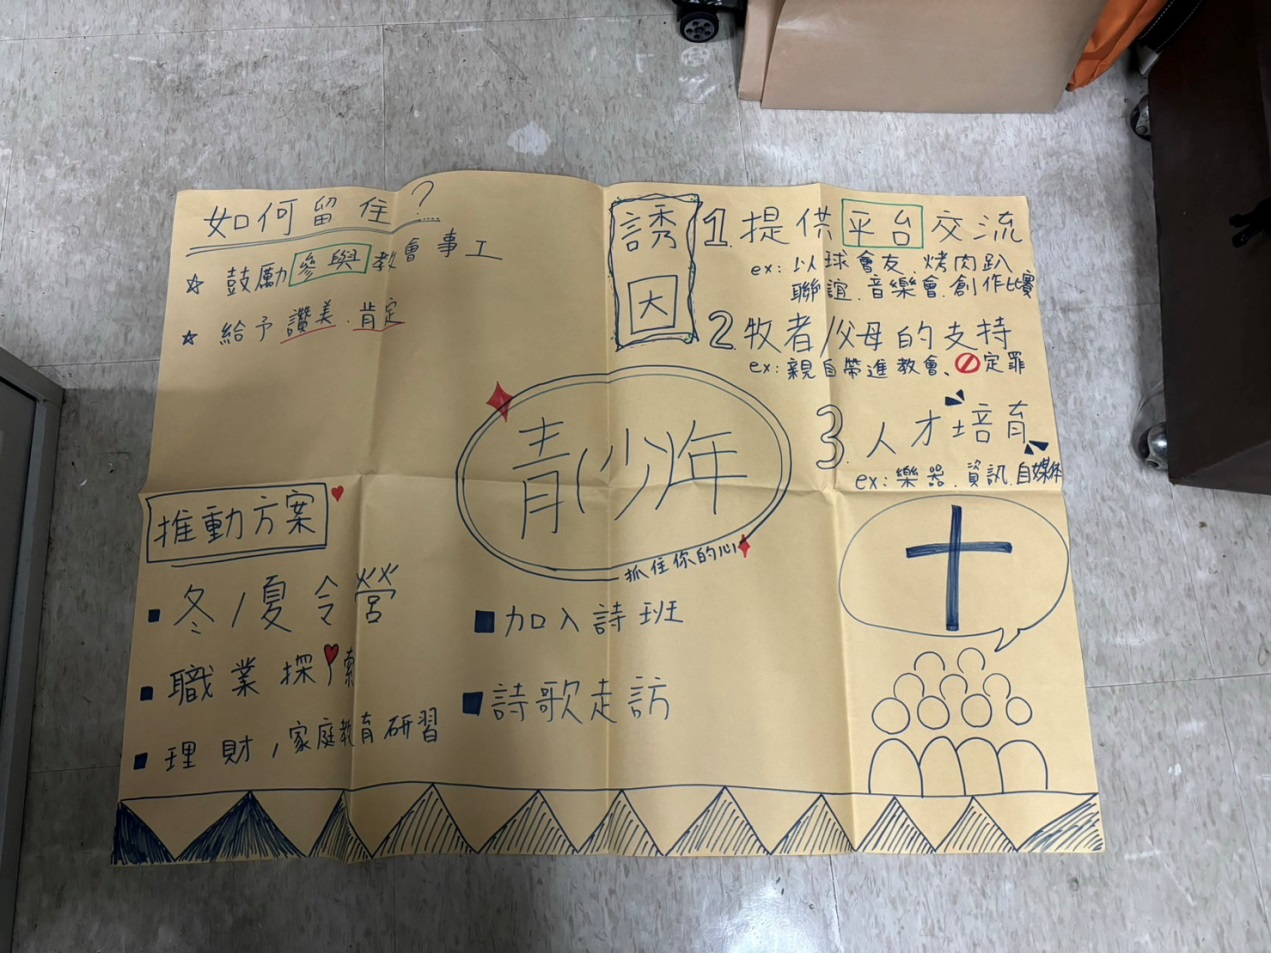 如何留住?
☆ 鼓勵參與教會事工
☆ 給予讚美、肯定
誘因
1. 提供平台交流
ex: 以球會友、烤肉趴
聯誼、音樂會、創作比賽
2. 牧者/父母的支持
ex: 親自帶進教會、🚫定罪
3. 人才培育
ex: 樂器、資訊、自媒体
青少年
抓住你的心
推動方案
■ 冬/夏令營
■ 職業探索
■ 理財/家庭教育研習
■ 加入詩班
■ 詩歌走訪